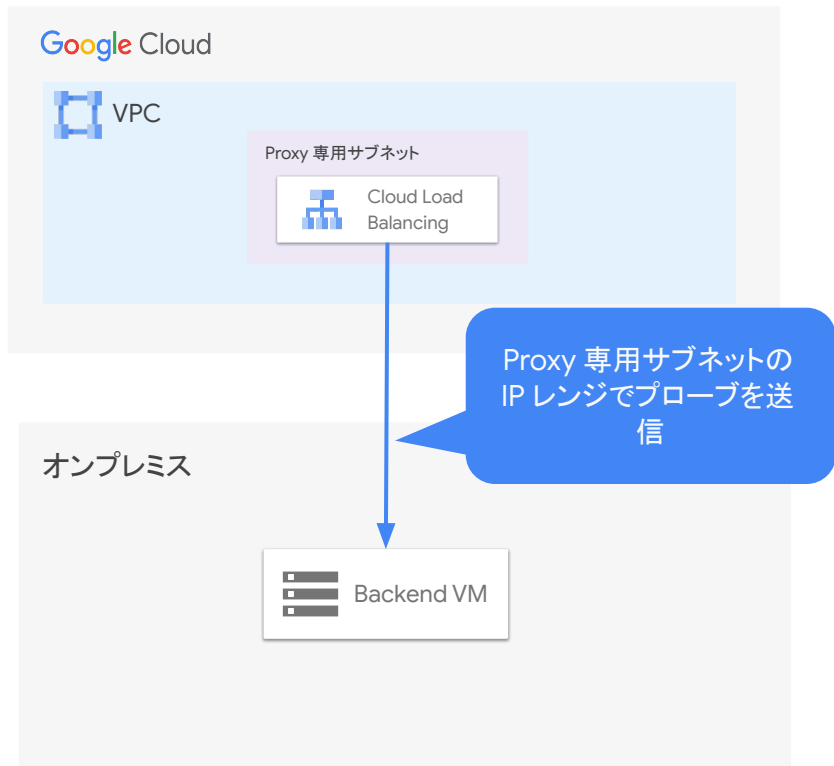 Google Cloud
VPC
Proxy 専用サブネット
Cloud Load
Balancing
Proxy 専用サブネットの
IP レンジでプローブを送
信
オンプレミス
Backend VM